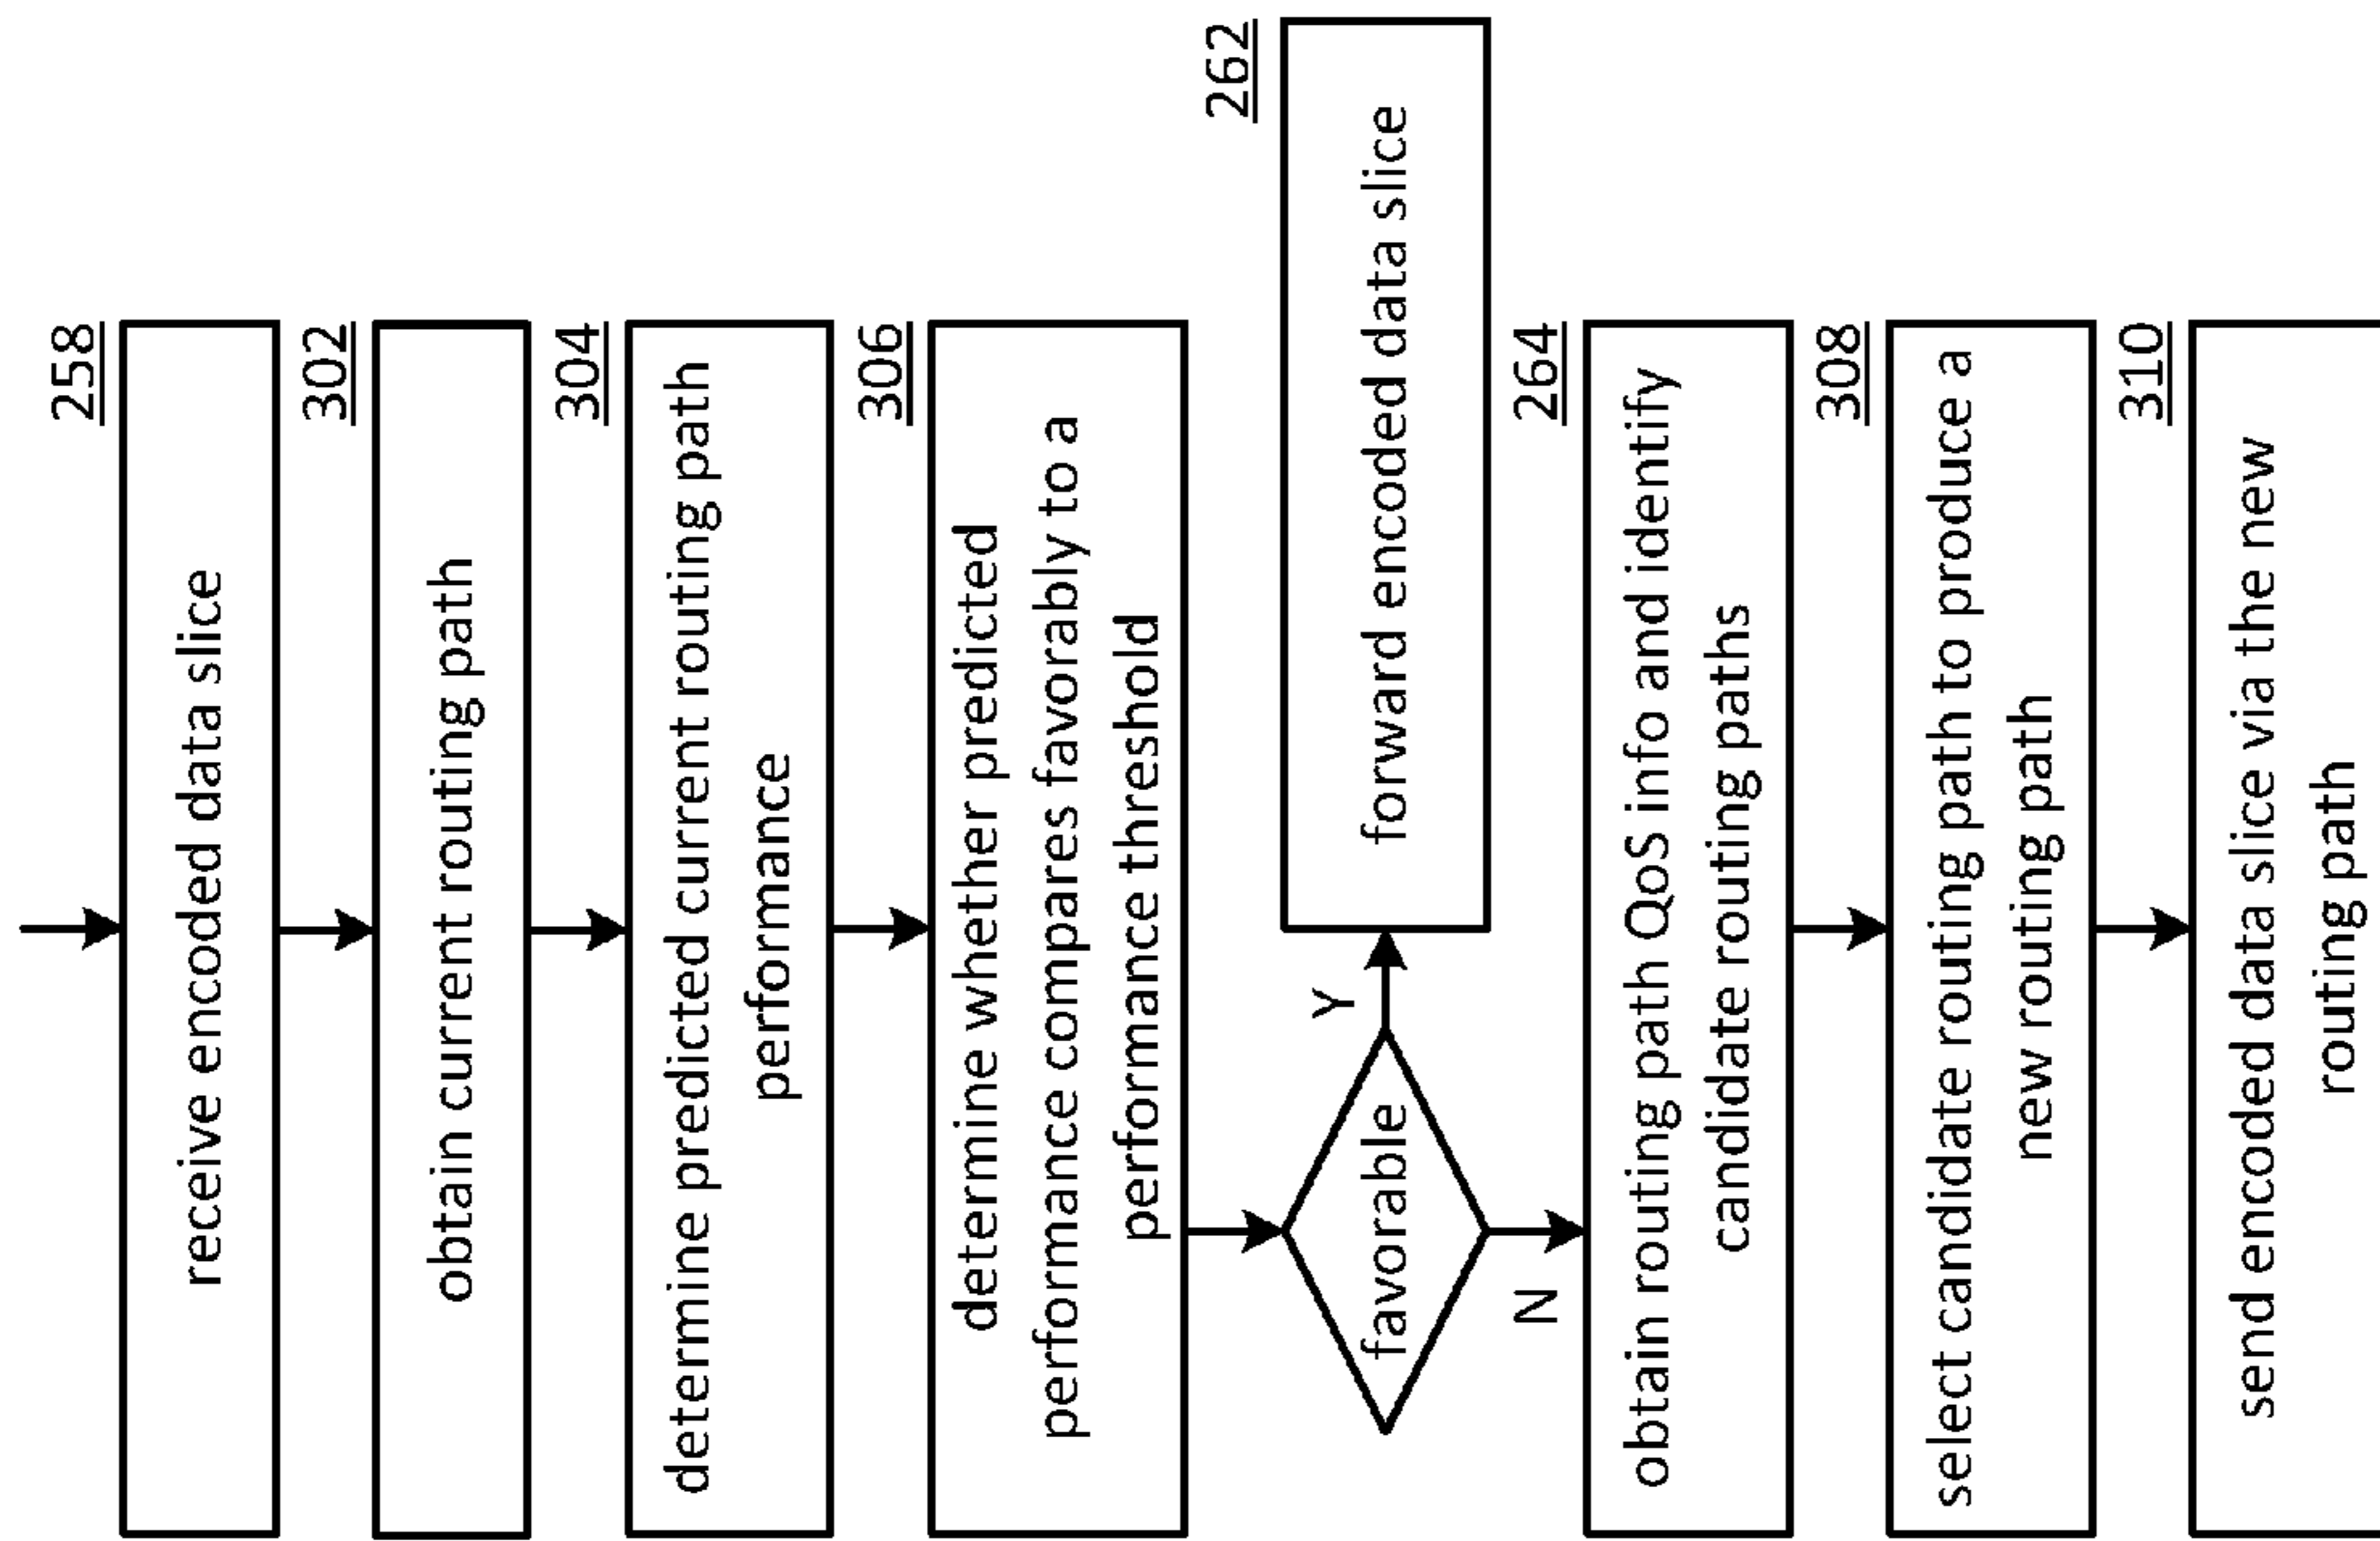 258
receive encoded data slice
302
obtain current routing path
304
determine predicted current routing path
performance
306
determine whether predicted
performance compares favorably to a
performance threshold
favorable
Y
262
forward encoded data slice
N
264
obtain routing path QoS info and identify
candidate routing paths
308
select candidate routing path to produce a
new routing path
310
send encoded data slice via the new
routing path